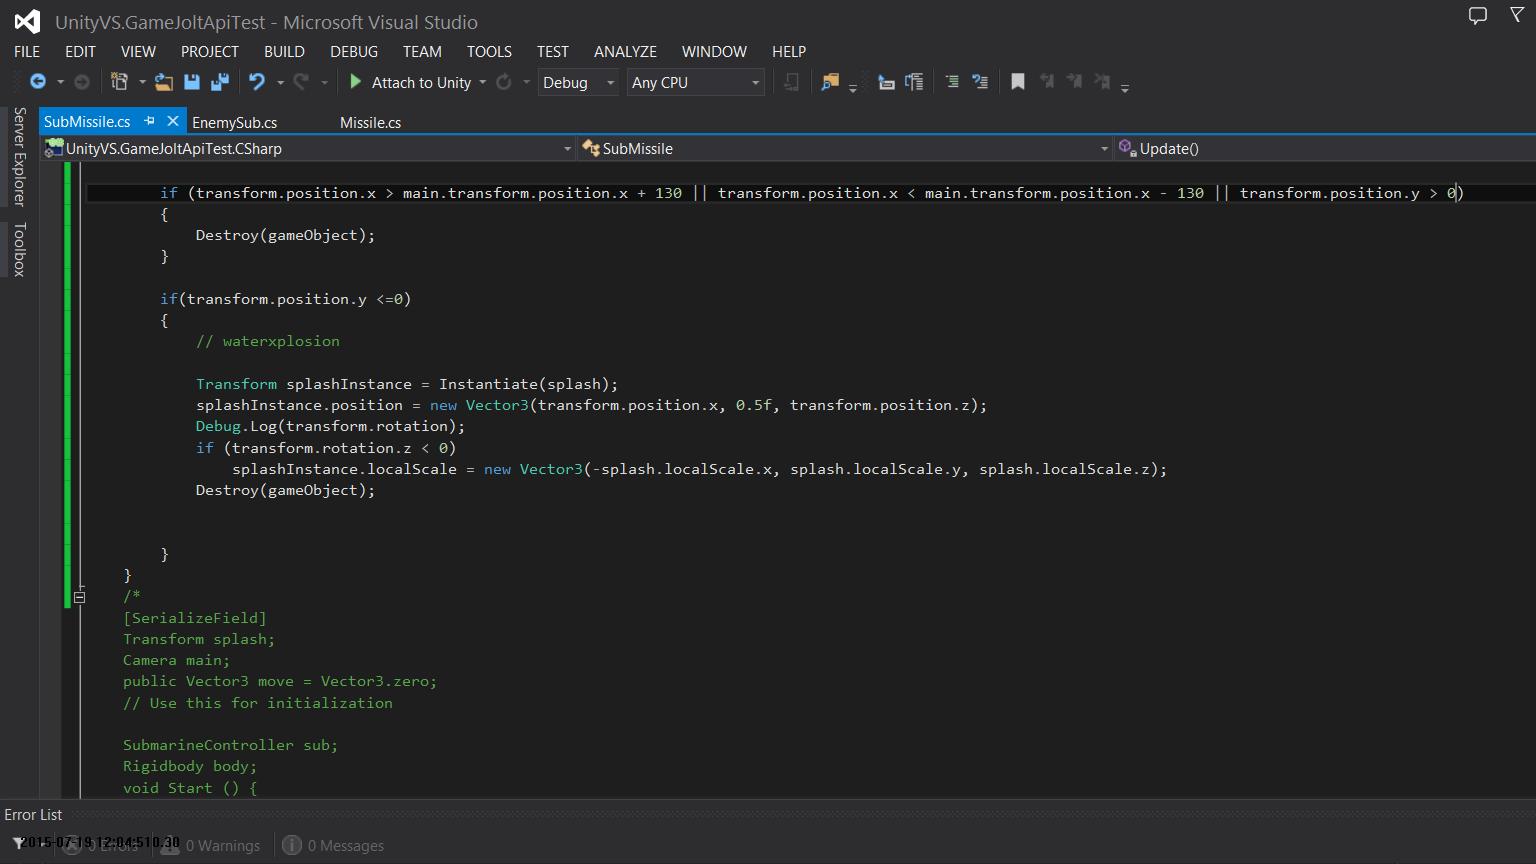 UnityVS.GameJoltApiTest - Microsoft Visual Studio
FILE EDIT VIEW PROJECT BUILD DEBUG TEAM TOOLS TEST ANALYZE WINDOW HELP
Attach to Unity Debug Any CPU
Server Explorer
Toolbox
SubMissile.cs EnemySub.cs Missile.cs
UnityVS.GameJoltApiTest.CSharp SubMissile Update()
if (transform.position.x > main.transform.position.x + 130 || transform.position.x < main.transform.position.x - 130 || transform.position.y > 0)
{
Destroy(gameObject);
}
if(transform.position.y <=0)
{
// waterxplosion
Transform splashInstance = Instantiate(splash);
splashInstance.position = new Vector3(transform.position.x, 0.5f, transform.position.z);
Debug.Log(transform.rotation);
if (transform.rotation.z < 0)
splashInstance.localScale = new Vector3(-splash.localScale.x, splash.localScale.y, splash.localScale.z);
Destroy(gameObject);
}
}
/*
[SerializeField]
Transform splash;
Camera main;
public Vector3 move = Vector3.zero;
// Use this for initialization
SubmarineController sub;
Rigidbody body;
void Start () {
Error List
2015-07-19 12:04:510.30
0 Errors 0 Warnings 0 Messages